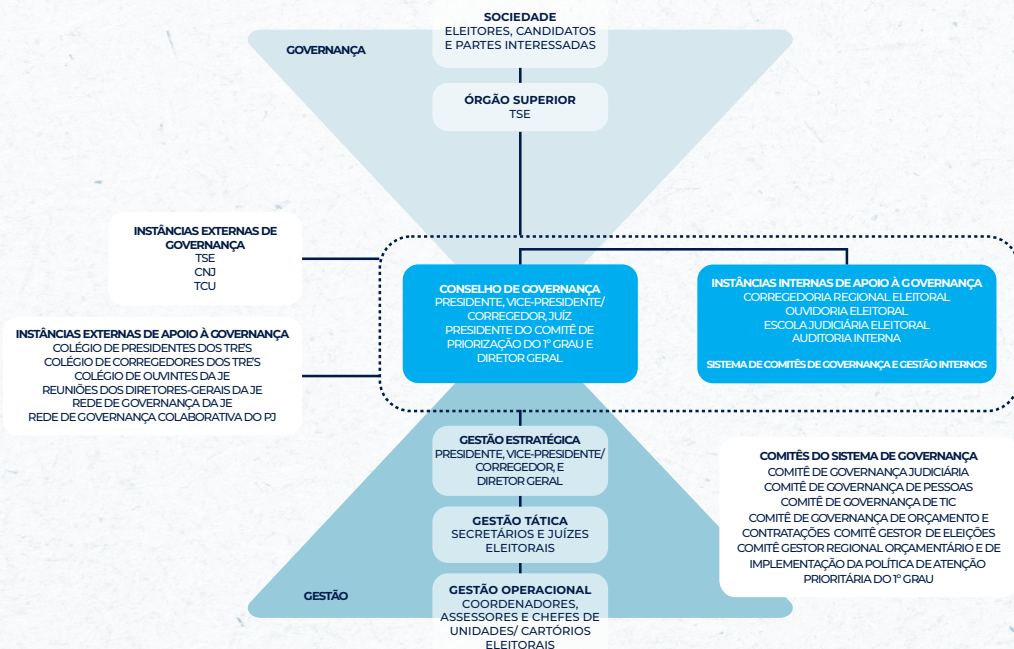 SOCIEDADE
ELEITORES, CANDIDATOS
E PARTES INTERESSADAS
GOVERNANÇA
ÓRGÃO SUPERIOR
TSE
INSTÂNCIAS EXTERNAS DE
GOVERNANÇA
TSE
CNJ
TCU
INSTÂNCIAS EXTERNAS DE APOIO À GOVERNANÇA
COLÉGIO DE PRESIDENTES DOS TRE'S
COLÉGIO DE CORREGEDORES DOS TRE'S
COLÉGIO DE OUVINTES DA JE
REUNIÕES DOS DIRETORES-GERAIS DA JE
REDE DE GOVERNANÇA DA JE
REDE DE GOVERNANÇA COLABORATIVA DO PJ
CONSELHO DE GOVERNANÇA
PRESIDENTE, VICE-PRESIDENTE/
CORREGEDOR, JUÍZ
PRESIDENTE DO COMITÊ DE
PRIORIZAÇÃO DO 1º GRAU E
DIRETOR GERAL
INSTÂNCIAS INTERNAS DE APOIO À GOVERNANÇA
CORREGEDORIA REGIONAL ELEITORAL
OUVIDORIA ELEITORAL
ESCOLA JUDICIÁRIA ELEITORAL
AUDITORIA INTERNA
SISTEMA DE COMITÊS DE GOVERNANÇA E GESTÃO INTERNOS
GESTÃO ESTRATÉGICA
PRESIDENTE, VICE-PRESIDENTE/
CORREGEDOR, E
DIRETOR GERAL
GESTÃO TÁTICA
SECRETÁRIOS E JUÍZES
ELEITORAIS
GESTÃO OPERACIONAL
COORDENADORES,
ASSESSORES E CHEFES DE
UNIDADES/ CARTÓRIOS
ELEITORAIS
GESTÃO
COMITÊS DO SISTEMA DE GOVERNANÇA
COMITÊ DE GOVERNANÇA JUDICIÁRIA
COMITÊ DE GOVERNANÇA DE PESSOAS
COMITÊ DE GOVERNANÇA DE TIC
COMITÊ DE GOVERNANÇA DE ORÇAMENTO E
CONTRATAÇÕES COMITÊ GESTOR DE ELEIÇÕES
COMITÊ GESTOR REGIONAL ORÇAMENTÁRIO E DE
IMPLEMENTAÇÃO DA POLÍTICA DE ATENÇÃO
PRIORITÁRIA DO 1º GRAU